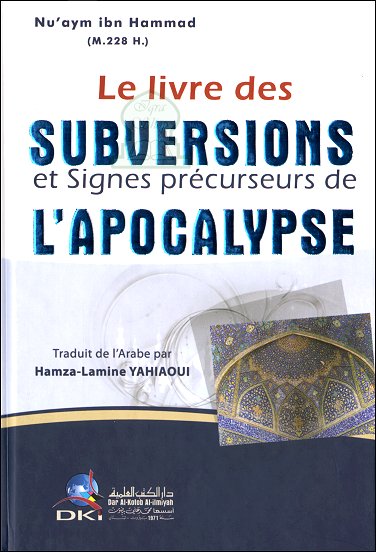 Nu'aym ibn Hammad
(M.228 H.)
Le livre des
SUBVERSIONS
et Signes précurseurs de
L'APOCALYPSE
Traduit de l'Arabe par
Hamza-Lamine YAHIAOUI
دار الكتب العلمية
Dar Al-Kotob Al-ilmiyah
DKi